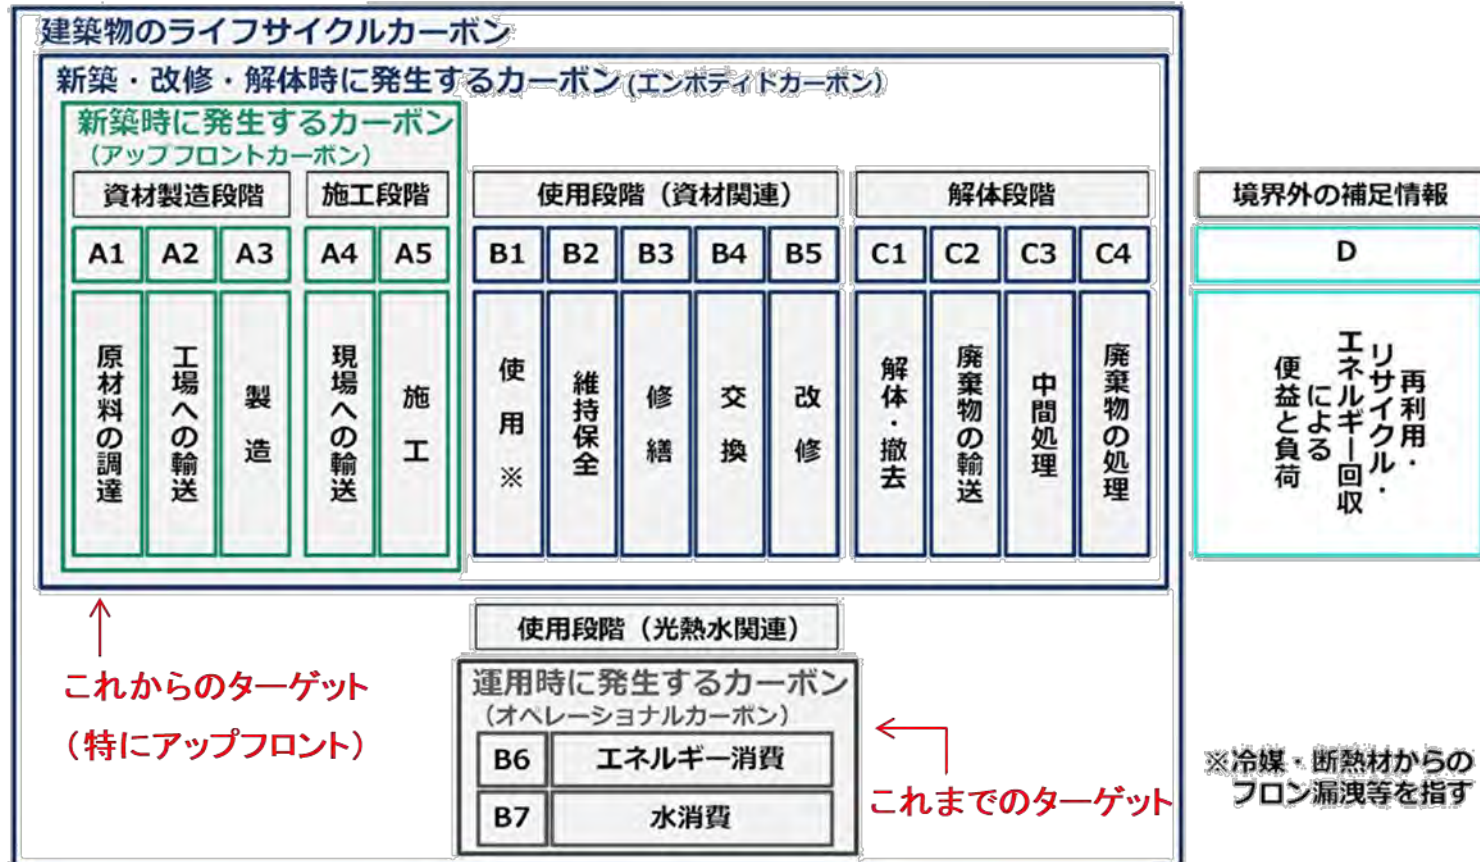 建築物のライフサイクルカーボン
新築・改修・解体時に発生するカーボン(エンボディドカーボン)
新築時に発生するカーボン
(アップフロントカーボン)
資材製造段階
施工段階
使用段階(資材関連)
解体段階
境界外の補足情報
A1
A2
A3
A4
A5
B1
B2
B3
B4
B5
C1
C2
C3
C4
D
原材料の調達
工場への輸送
製造
現場への輸送
施工
使用※
維持保全
修繕
交換
改修
解体・撤去
廃棄物の輸送
中間処理
廃棄物の処理
再利用・
リサイクル・
エネルギー回収
による
便益と負荷
使用段階(光熱水関連)
運用時に発生するカーボン
(オペレーショナルカーボン)
B6
エネルギー消費
B7
水消費
これからのターゲット
(特にアップフロント)
これまでのターゲット
※冷媒・断熱材からの
フロン漏洩等を指す